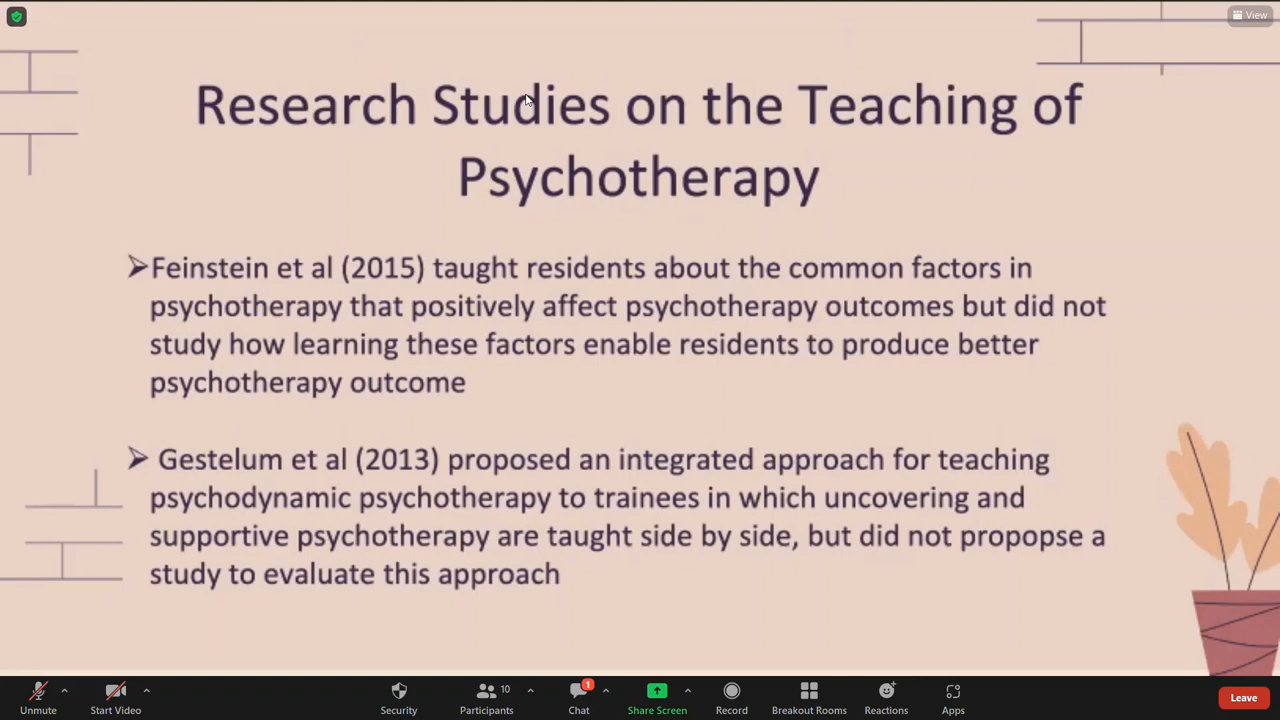 View
Research Studies on the Teaching of
Psychotherapy
➢Feinstein et al (2015) taught residents about the common factors in
psychotherapy that positively affect psychotherapy outcomes but did not
study how learning these factors enable residents to produce better
psychotherapy outcome
➢ Gestelum et al (2013) proposed an integrated approach for teaching
psychodynamic psychotherapy to trainees in which uncovering and
supportive psychotherapy are taught side by side, but did not propopse a
study to evaluate this approach
Unmute Start Video Security Participants 10 Chat 1 Share Screen Record Breakout Rooms Reactions Apps Leave